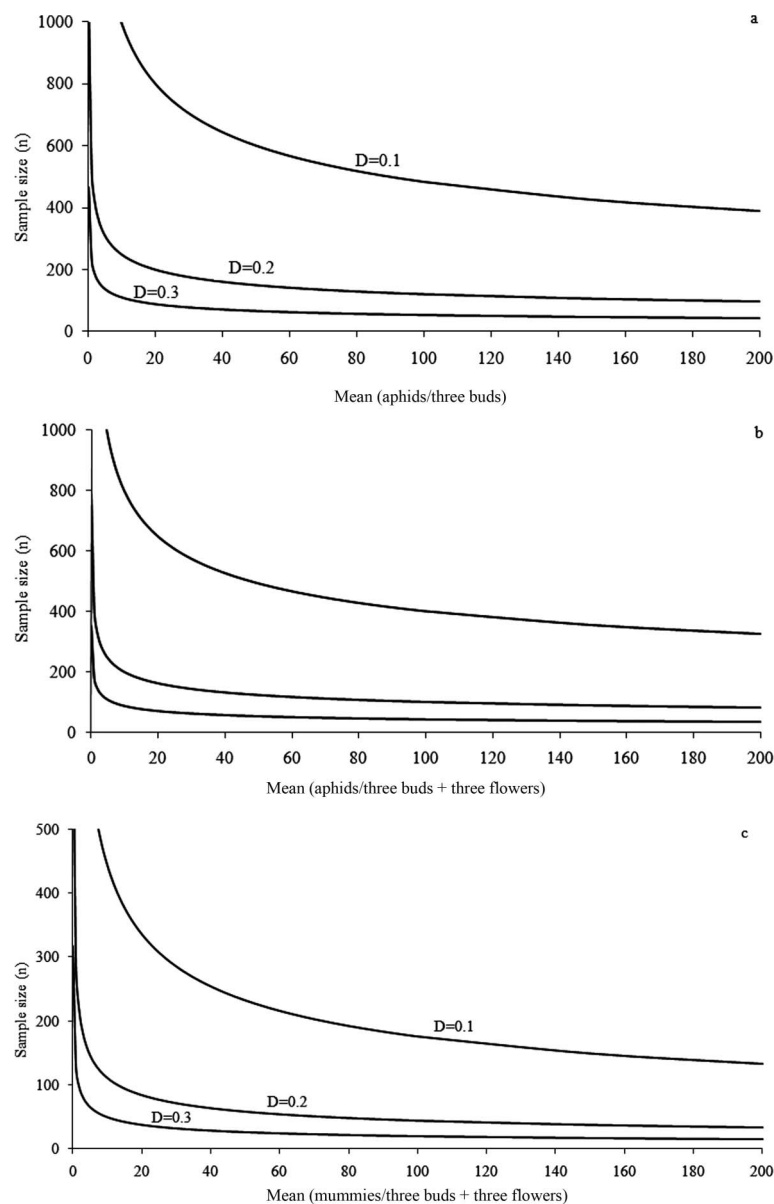 a
1000
800
600
400
200
0
Sample size (n)
D=0.1
D=0.2
D=0.3
0 20 40 60 80 100 120 140 160 180 200
Mean (aphids/three buds)
b
1000
800
600
400
200
0
Sample size (n)
0 20 40 60 80 100 120 140 160 180 200
Mean (aphids/three buds + three flowers)
c
500
400
300
200
100
0
Sample size (n)
D=0.1
D=0.2
D=0.3
0 20 40 60 80 100 120 140 160 180 200
Mean (mummies/three buds + three flowers)